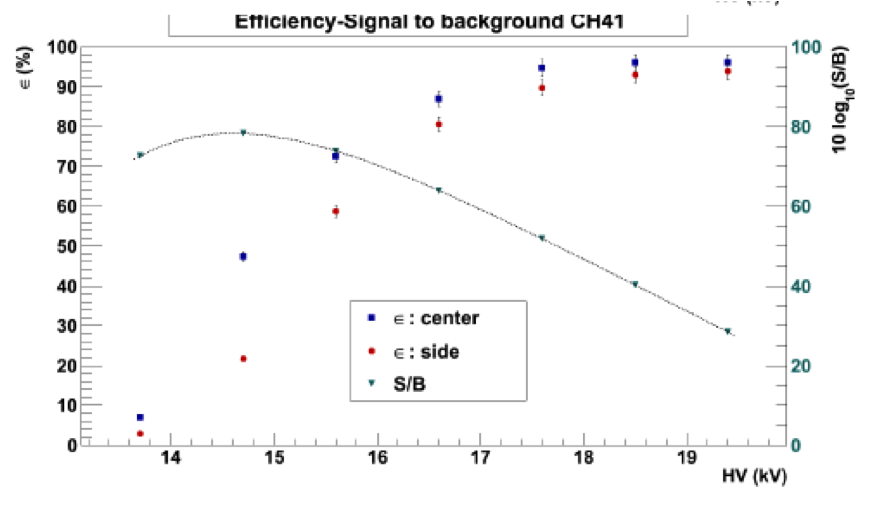 Efficiency-Signal to background CH41
ϵ (%)
100
90
80
70
60
50
40
30
20
10
0
100
80
60
40
20
0
10 log10(S/B)
ϵ : center
ϵ : side
S/B
14 15 16 17 18 19
HV (kV)